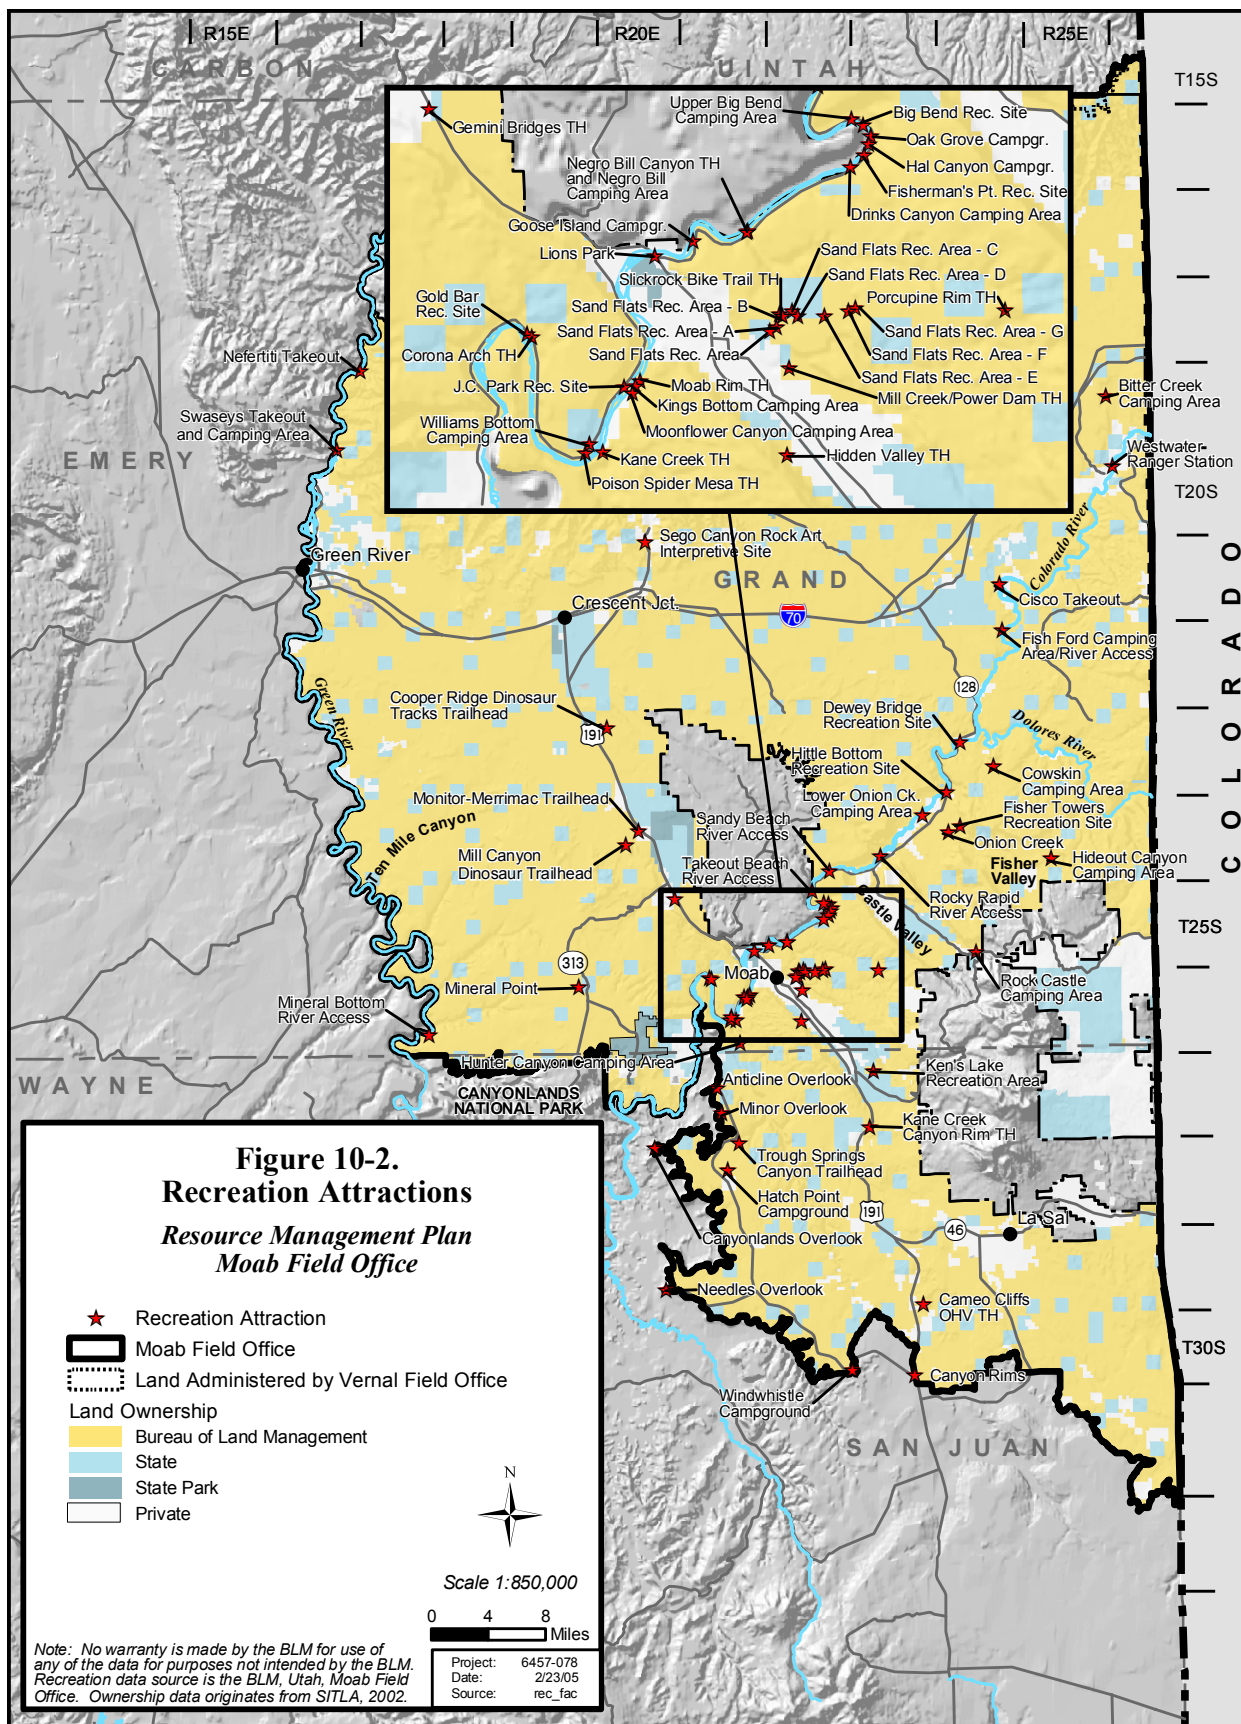 R15E
R20E
R25E
CARBON
UINTAH
T15S
Upper Big Bend
Camping Area
Big Bend Rec. Site
Gemini Bridges TH
Oak Grove Campgr.
Negro Bill Canyon TH
and Negro Bill
Camping Area
Hal Canyon Campgr.
Fisherman's Pt. Rec. Site
Drinks Canyon Camping Area
Goose Island Campgr.
Lions Park
Sand Flats Rec. Area - C
Slickrock Bike Trail TH
Sand Flats Rec. Area - D
Gold Bar
Rec. Site
Sand Flats Rec. Area - B
Porcupine Rim TH
Sand Flats Rec. Area - A
Sand Flats Rec. Area - G
Corona Arch TH
Sand Flats Rec. Area
Sand Flats Rec. Area - F
Nefertiti Takeout
Sand Flats Rec. Area - E
J.C. Park Rec. Site
Moab Rim TH
Mill Creek/Power Dam TH
Kings Bottom Camping Area
Bitter Creek
Camping Area
Swaseys Takeout
and Camping Area
Williams Bottom
Camping Area
Moonflower Canyon Camping Area
EMERY
Kane Creek TH
Hidden Valley TH
Westwater
Ranger Station
Poison Spider Mesa TH
T20S
Colorado River
Sego Canyon Rock Art
Interpretive Site
Green River
GRAND
COLORADO
Crescent Jct.
70
Cisco Takeout
Fish Ford Camping
Area/River Access
Green River
128
Cooper Ridge Dinosaur
Tracks Trailhead
Dewey Bridge
Recreation Site
Dolores River
191
Hittle Bottom
Recreation Site
Cowskin
Camping Area
Monitor-Merrimac Trailhead
Lower Onion Ck.
Camping Area
Fisher Towers
Recreation Site
Sandy Beach
River Access
Onion Creek
Ten Mile Canyon
Mill Canyon
Dinosaur Trailhead
Takeout Beach
River Access
Fisher
Valley
Hideout Canyon
Camping Area
Castle Valley
Rocky Rapid
River Access
T25S
313
Moab
Mineral Point
Rock Castle
Camping Area
Mineral Bottom
River Access
Hunter Canyon Camping Area
WAYNE
Ken's Lake
Recreation Area
CANYONLANDS
NATIONAL PARK
Anticline Overlook
Minor Overlook
Kane Creek
Canyon Rim TH
Trough Springs
Canyon Trailhead
Hatch Point
Campground
191
46
La Sal
Canyonlands Overlook
Needles Overlook
Cameo Cliffs
OHV TH
T30S
Canyon Rims
Windwhistle
Campground
SAN JUAN
Figure 10-2.
Recreation Attractions
Resource Management Plan
Moab Field Office
Recreation Attraction
Moab Field Office
Land Administered by Vernal Field Office
Land Ownership
Bureau of Land Management
State
State Park
Private
N
Scale 1:850,000
0 4 8
Miles
Note: No warranty is made by the BLM for use of
any of the data for purposes not intended by the BLM.
Recreation data source is the BLM, Utah, Moab Field
Office. Ownership data originates from SITLA, 2002.
Project: 6457-078
Date: 2/23/05
Source: rec_fac